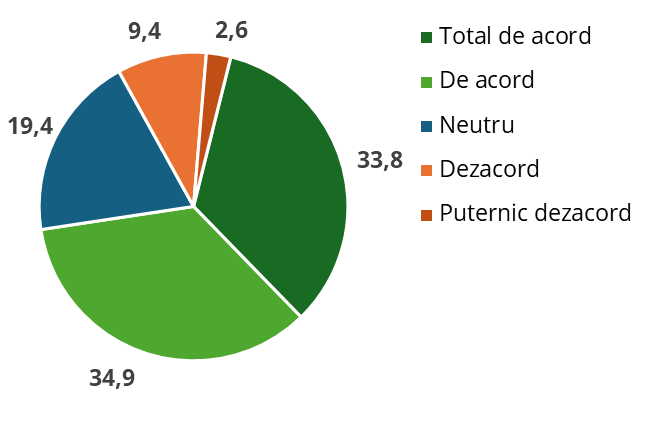 9,4
2,6
19,4
33,8
34,9
Total de acord
De acord
Neutru
Dezacord
Puternic dezacord